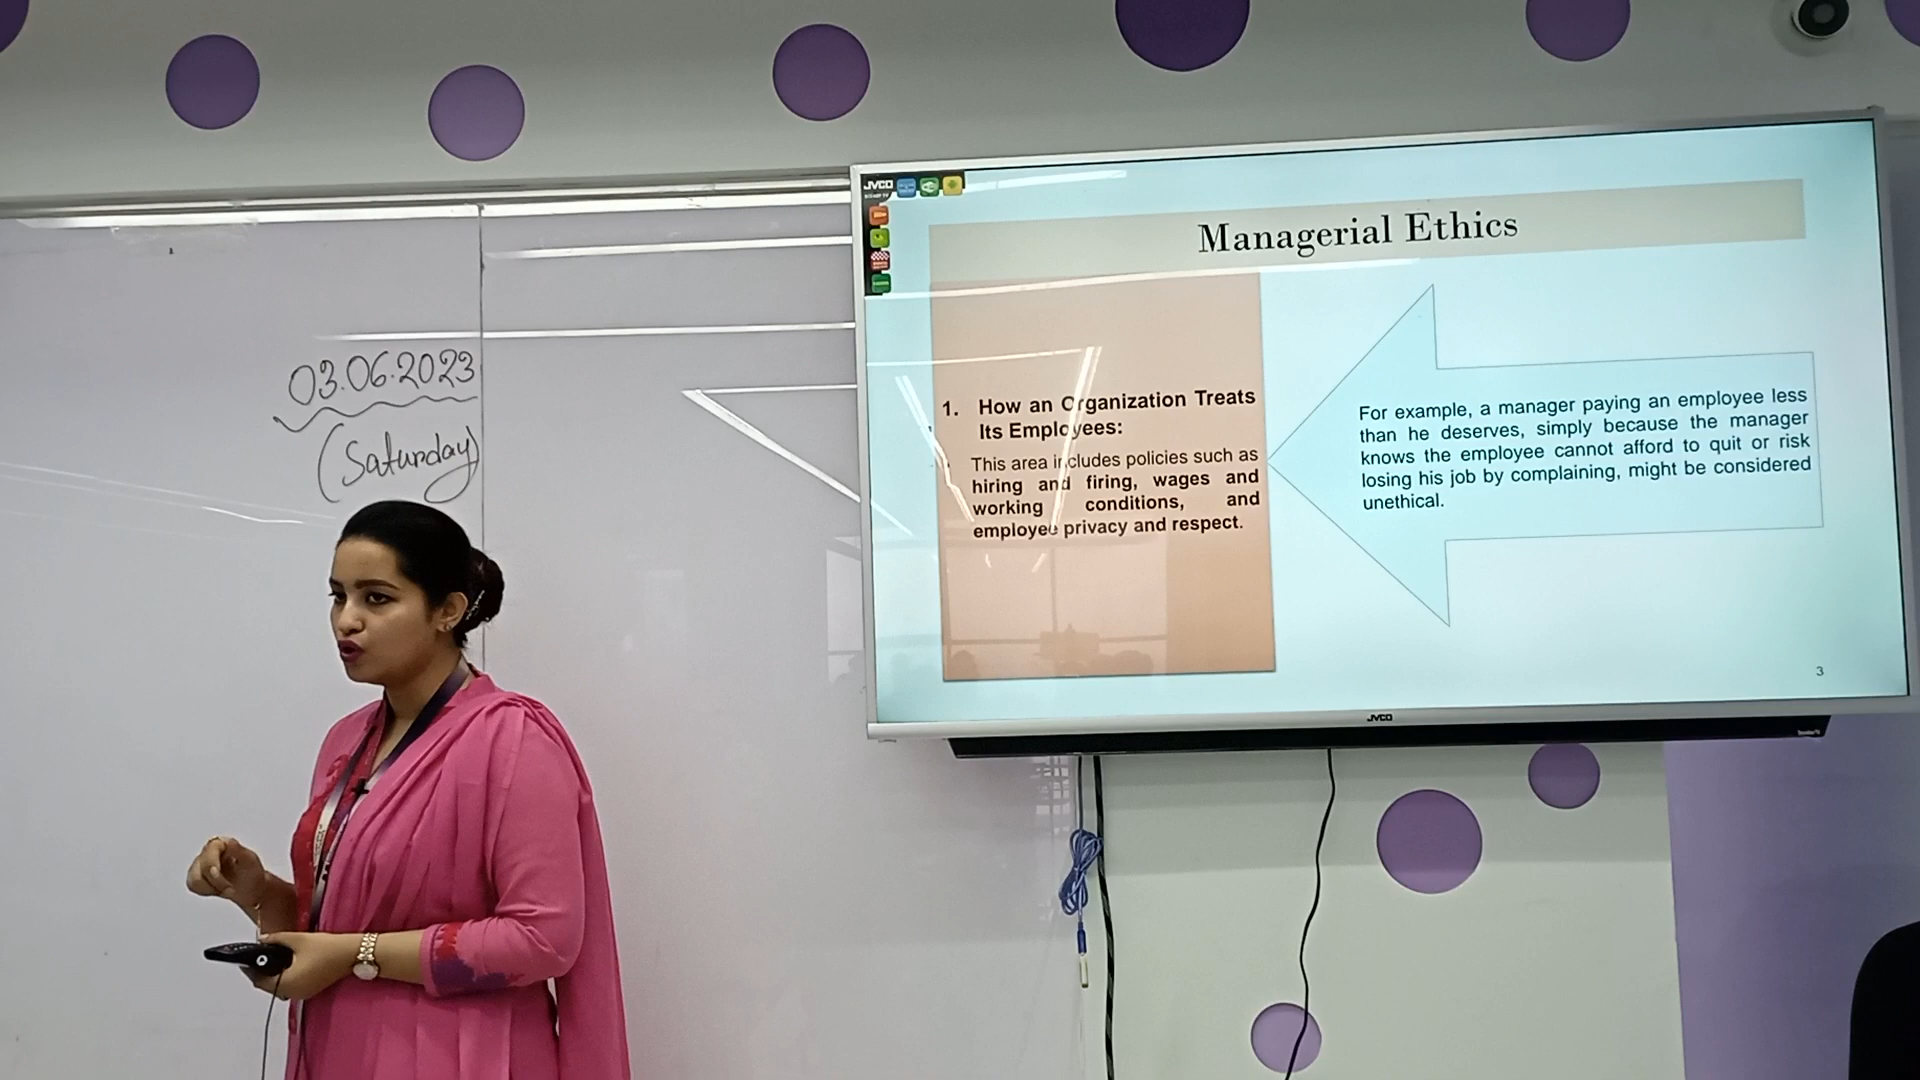 03.06.2023
(Saturday)
JVCO
Managerial Ethics
1. How an Organization Treats
Its Employees:
This area includes policies such as
hiring and firing, wages and
working conditions, and
employee privacy and respect.
For example, a manager paying an employee less
than he deserves, simply because the manager
knows the employee cannot afford to quit or risk
losing his job by complaining, might be considered
unethical.
3
JVCO